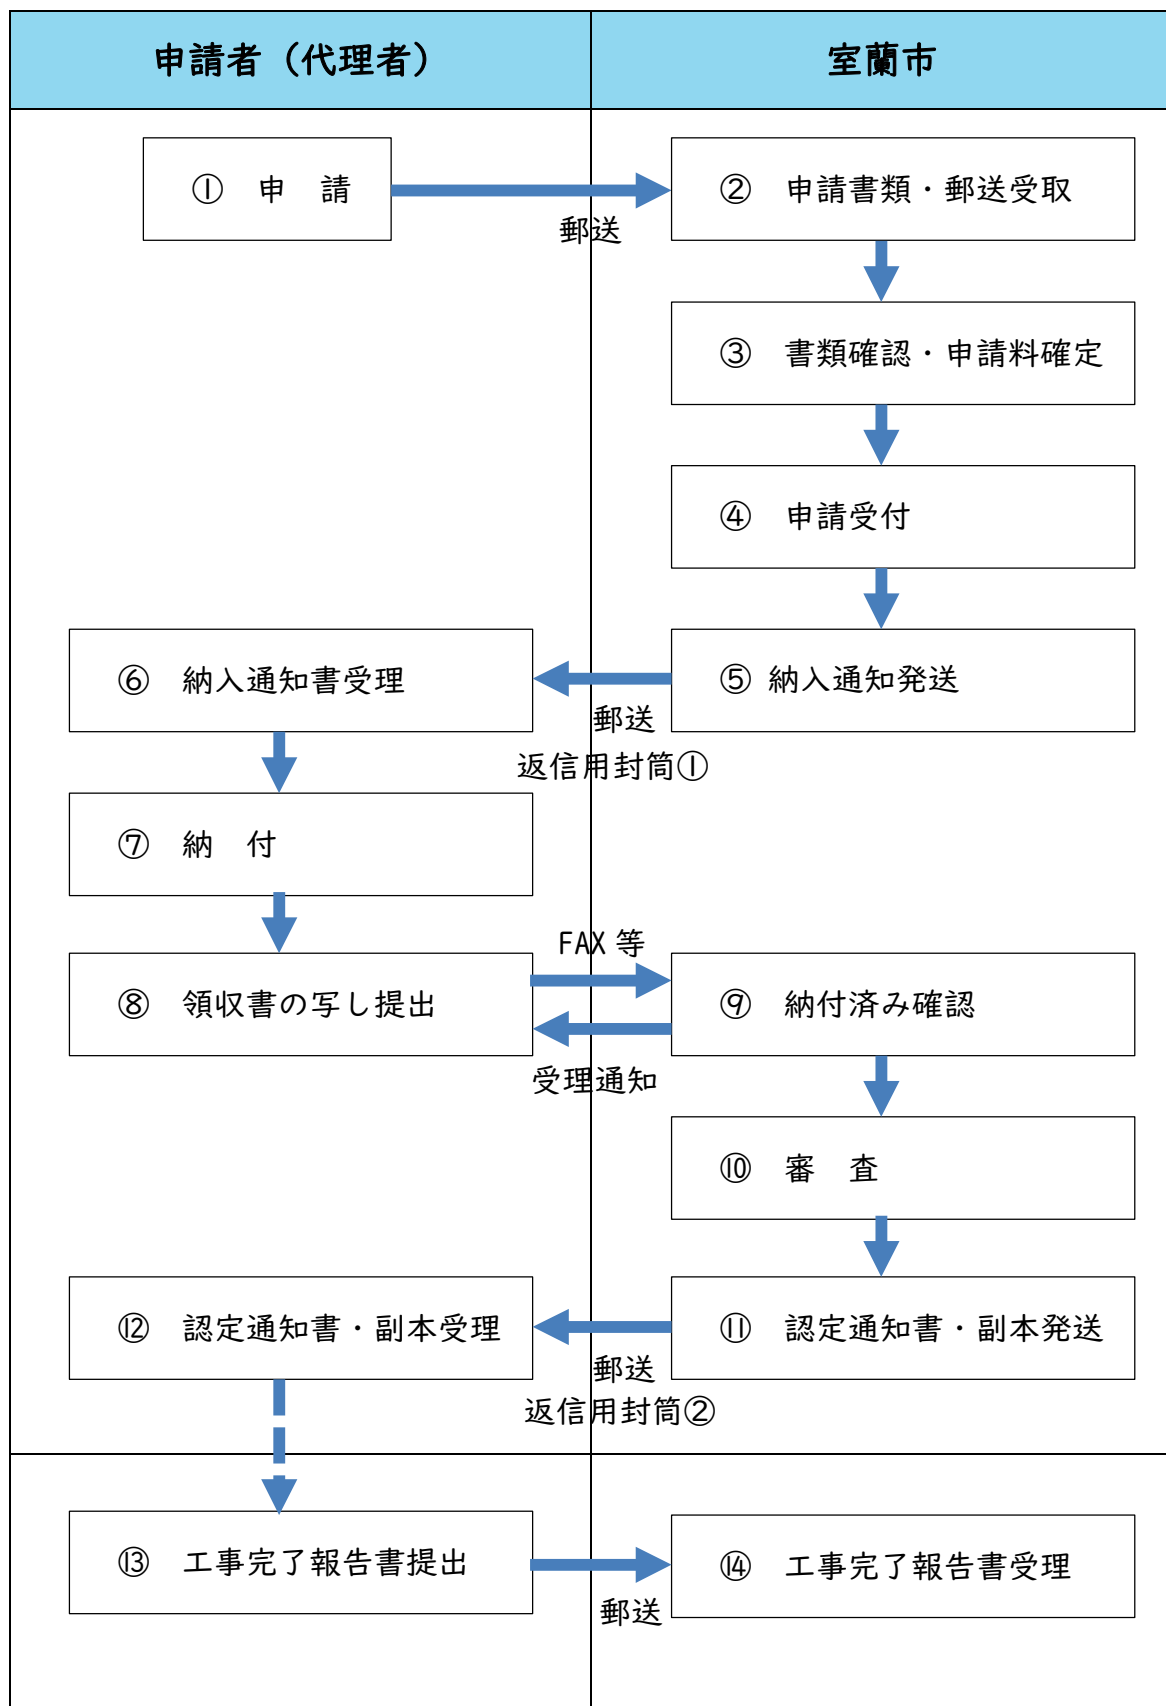 申請者（代理者）
室蘭市
①　申　請
郵送
②　申請書類・郵送受取
③　書類確認・申請料確定
④　申請受付
⑤ 納入通知発送
郵送
返信用封筒①
⑥　納入通知書受理
⑦　納　付
⑧　領収書の写し提出
FAX 等
⑨　納付済み確認
受理通知
⑩　審　査
⑪　認定通知書・副本発送
郵送
返信用封筒②
⑫　認定通知書・副本受理
⑬　工事完了報告書提出
郵送
⑭　工事完了報告書受理